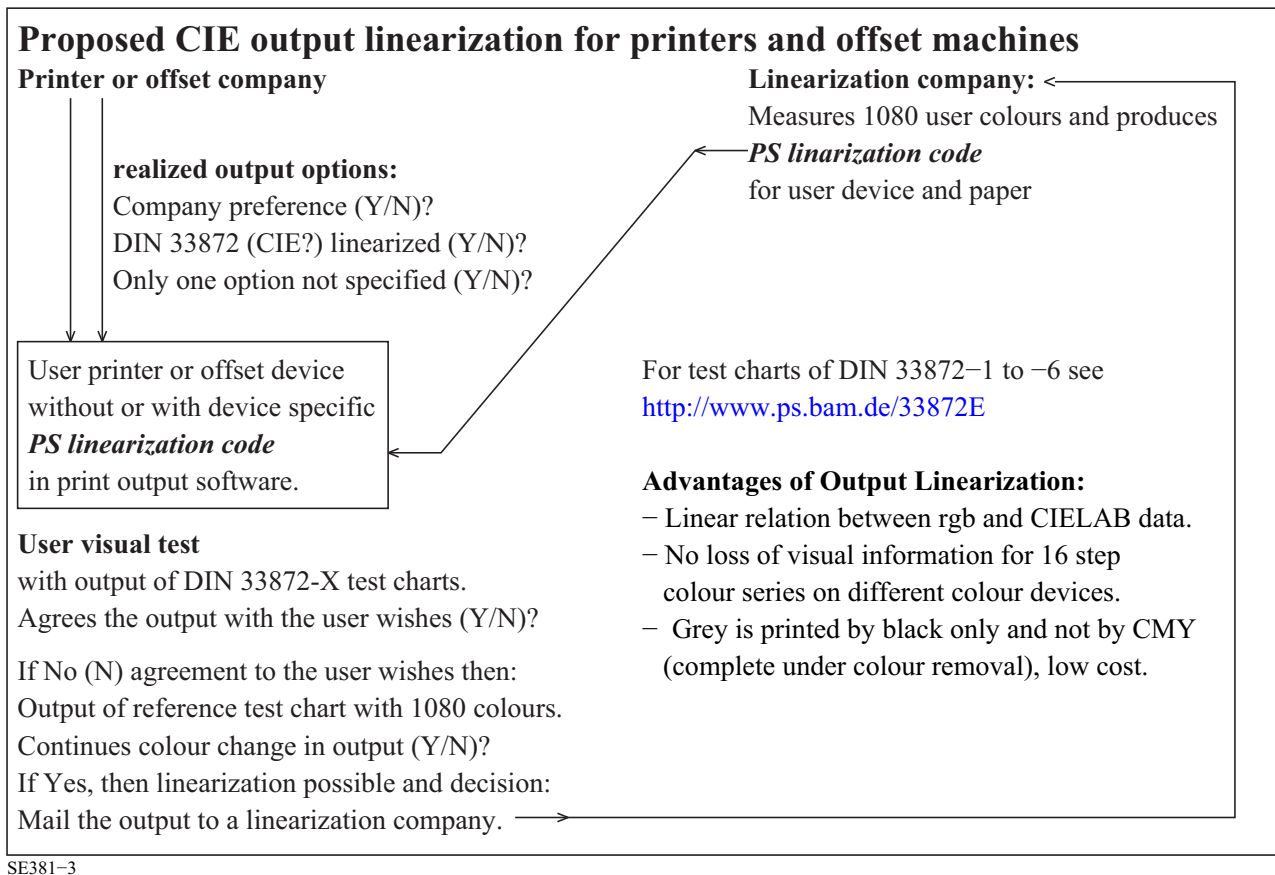 Proposed CIE output linearization for printers and offset machines
Printer or offset company
realized output options:
Company preference (Y/N)?
DIN 33872 (CIE?) linearized (Y/N)?
Only one option not specified (Y/N)?
User printer or offset device
without or with device specific
PS linearization code
in print output software.
User visual test
with output of DIN 33872-X test charts.
Agrees the output with the user wishes (Y/N)?
If No (N) agreement to the user wishes then:
Output of reference test chart with 1080 colours.
Continues colour change in output (Y/N)?
If Yes, then linearization possible and decision:
Mail the output to a linearization company.
Linearization company:
Measures 1080 user colours and produces
PS linarization code
for user device and paper
For test charts of DIN 33872−1 to −6 see
http://www.ps.bam.de/33872E
Advantages of Output Linearization:
− Linear relation between rgb and CIELAB data.
− No loss of visual information for 16 step
colour series on different colour devices.
− Grey is printed by black only and not by CMY
(complete under colour removal), low cost.
SE381−3